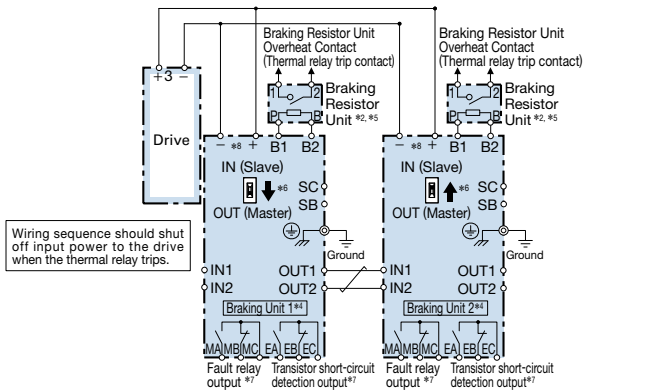 Braking Resistor Unit
Overheat Contact
(Thermal relay trip contact)
Braking Resistor Unit
Overheat Contact
(Thermal relay trip contact)
+3 −
Drive
1 2
P B
Braking
Resistor
Unit *2, *5
1 2
P B
Braking
Resistor
Unit *2, *5
− *8 + B1 B2
IN (Slave)
*6
OUT (Master)
SC
SB
Ground
IN1
IN2
OUT1
OUT2
Braking Unit 1*4
MA MB MC EA EB EC
Fault relay
output *7
Transistor short-circuit
detection output*7
− *8 + B1 B2
IN (Slave)
*6
OUT (Master)
SC
SB
Ground
IN1
IN2
OUT1
OUT2
Braking Unit 2*4
MA MB MC EA EB EC
Fault relay
output *7
Transistor short-circuit
detection output*7
Wiring sequence should shut
off input power to the drive
when the thermal relay trips.